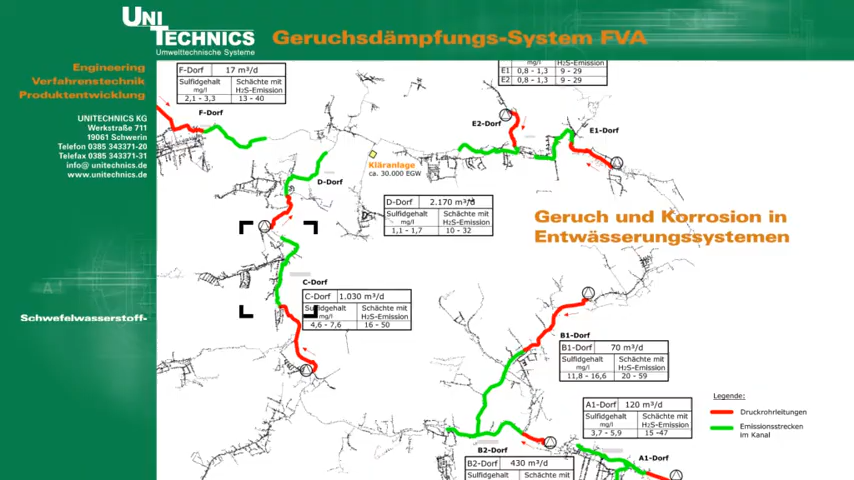 UNI
TECHNICS
Umwelttechnische Systeme
Geruchsdämpfungs-System FVA
Engineering
Verfahrenstechnik
Produktentwicklung
UNITECHNICS KG
Werkstraße 711
19061 Schwerin
Telefon 0385 343371-20
Telefax 0385 343371-31
info@ unitechnics.de
www.unitechnics.de
Schwefelwasserstoff-
F-Dorf 17 m³/d
Sulfidgehalt Schächte mit
mg/l H2S-Emission
2,1 - 3,3 13 - 40
F-Dorf
mg/l H2S-Emission
E1 0,8 - 1,3 9 - 29
E2 0,8 - 1,3 9 - 29
E2-Dorf
E1-Dorf
Kläranlage
ca. 30.000 EGW
D-Dorf
D-Dorf 2.170 m³/d
Sulfidgehalt Schächte mit
mg/l H2S-Emission
1,1 - 1,7 10 - 32
Geruch und Korrosion in
Entwässerungssystemen
C-Dorf
C-Dorf 1.030 m³/d
Sulfidgehalt Schächte mit
mg/l H2S-Emission
4,6 - 7,6 16 - 50
B1-Dorf
B1-Dorf 70 m³/d
Sulfidgehalt Schächte mit
mg/l H2S-Emission
11,8 - 16,6 20 - 59
A1-Dorf 120 m³/d
Sulfidgehalt Schächte mit
mg/l H2S-Emission
3,7 - 5,9 15 -47
Legende:
Druckrohrleitungen
Emissionsstrecken
im Kanal
B2-Dorf
B2-Dorf 430 m³/d
Sulfidgehalt Schächte mit
A1-Dorf